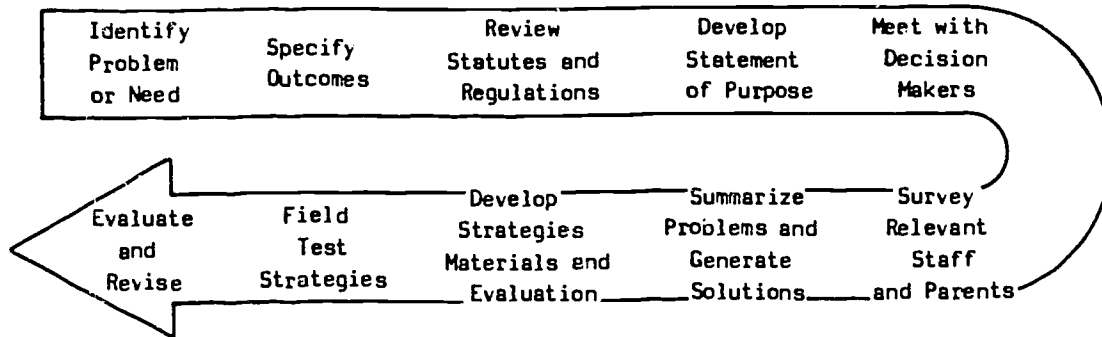 Identify
Problem
or Need
Specify
Outcomes
Review
Statutes and
Regulations
Develop
Statement
of Purpose
Meet with
Decision
Makers
Survey
Relevant
Staff
and Parents
Summarize
Problems and
Generate
Solutions
Develop
Strategies
Materials and
Evaluation
Field
Test
Strategies
Evaluate
and
Revise